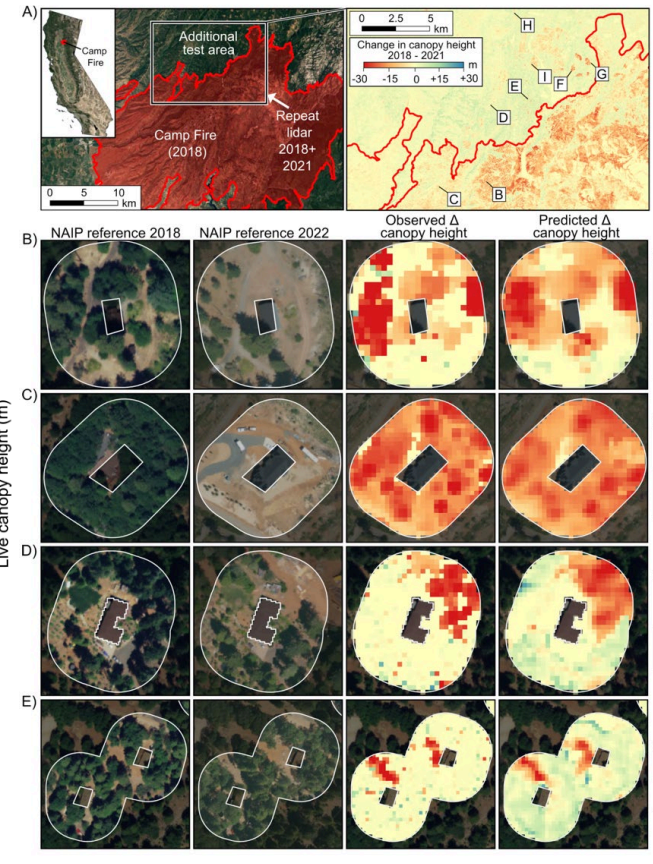 A)
Camp
Fire
Additional
test area
Camp Fire
(2018)
Repeat
lidar
2018+
2021
0 5 10
km
0 2.5 5
km
Change in canopy height
2018 - 2021
m
-30 -15 0 +15 +30
H
I
F
G
E
D
C
B
NAIP reference 2018
NAIP reference 2022
Observed Δ
canopy height
Predicted Δ
canopy height
B)
C)
D)
E)
Live canopy height (m)